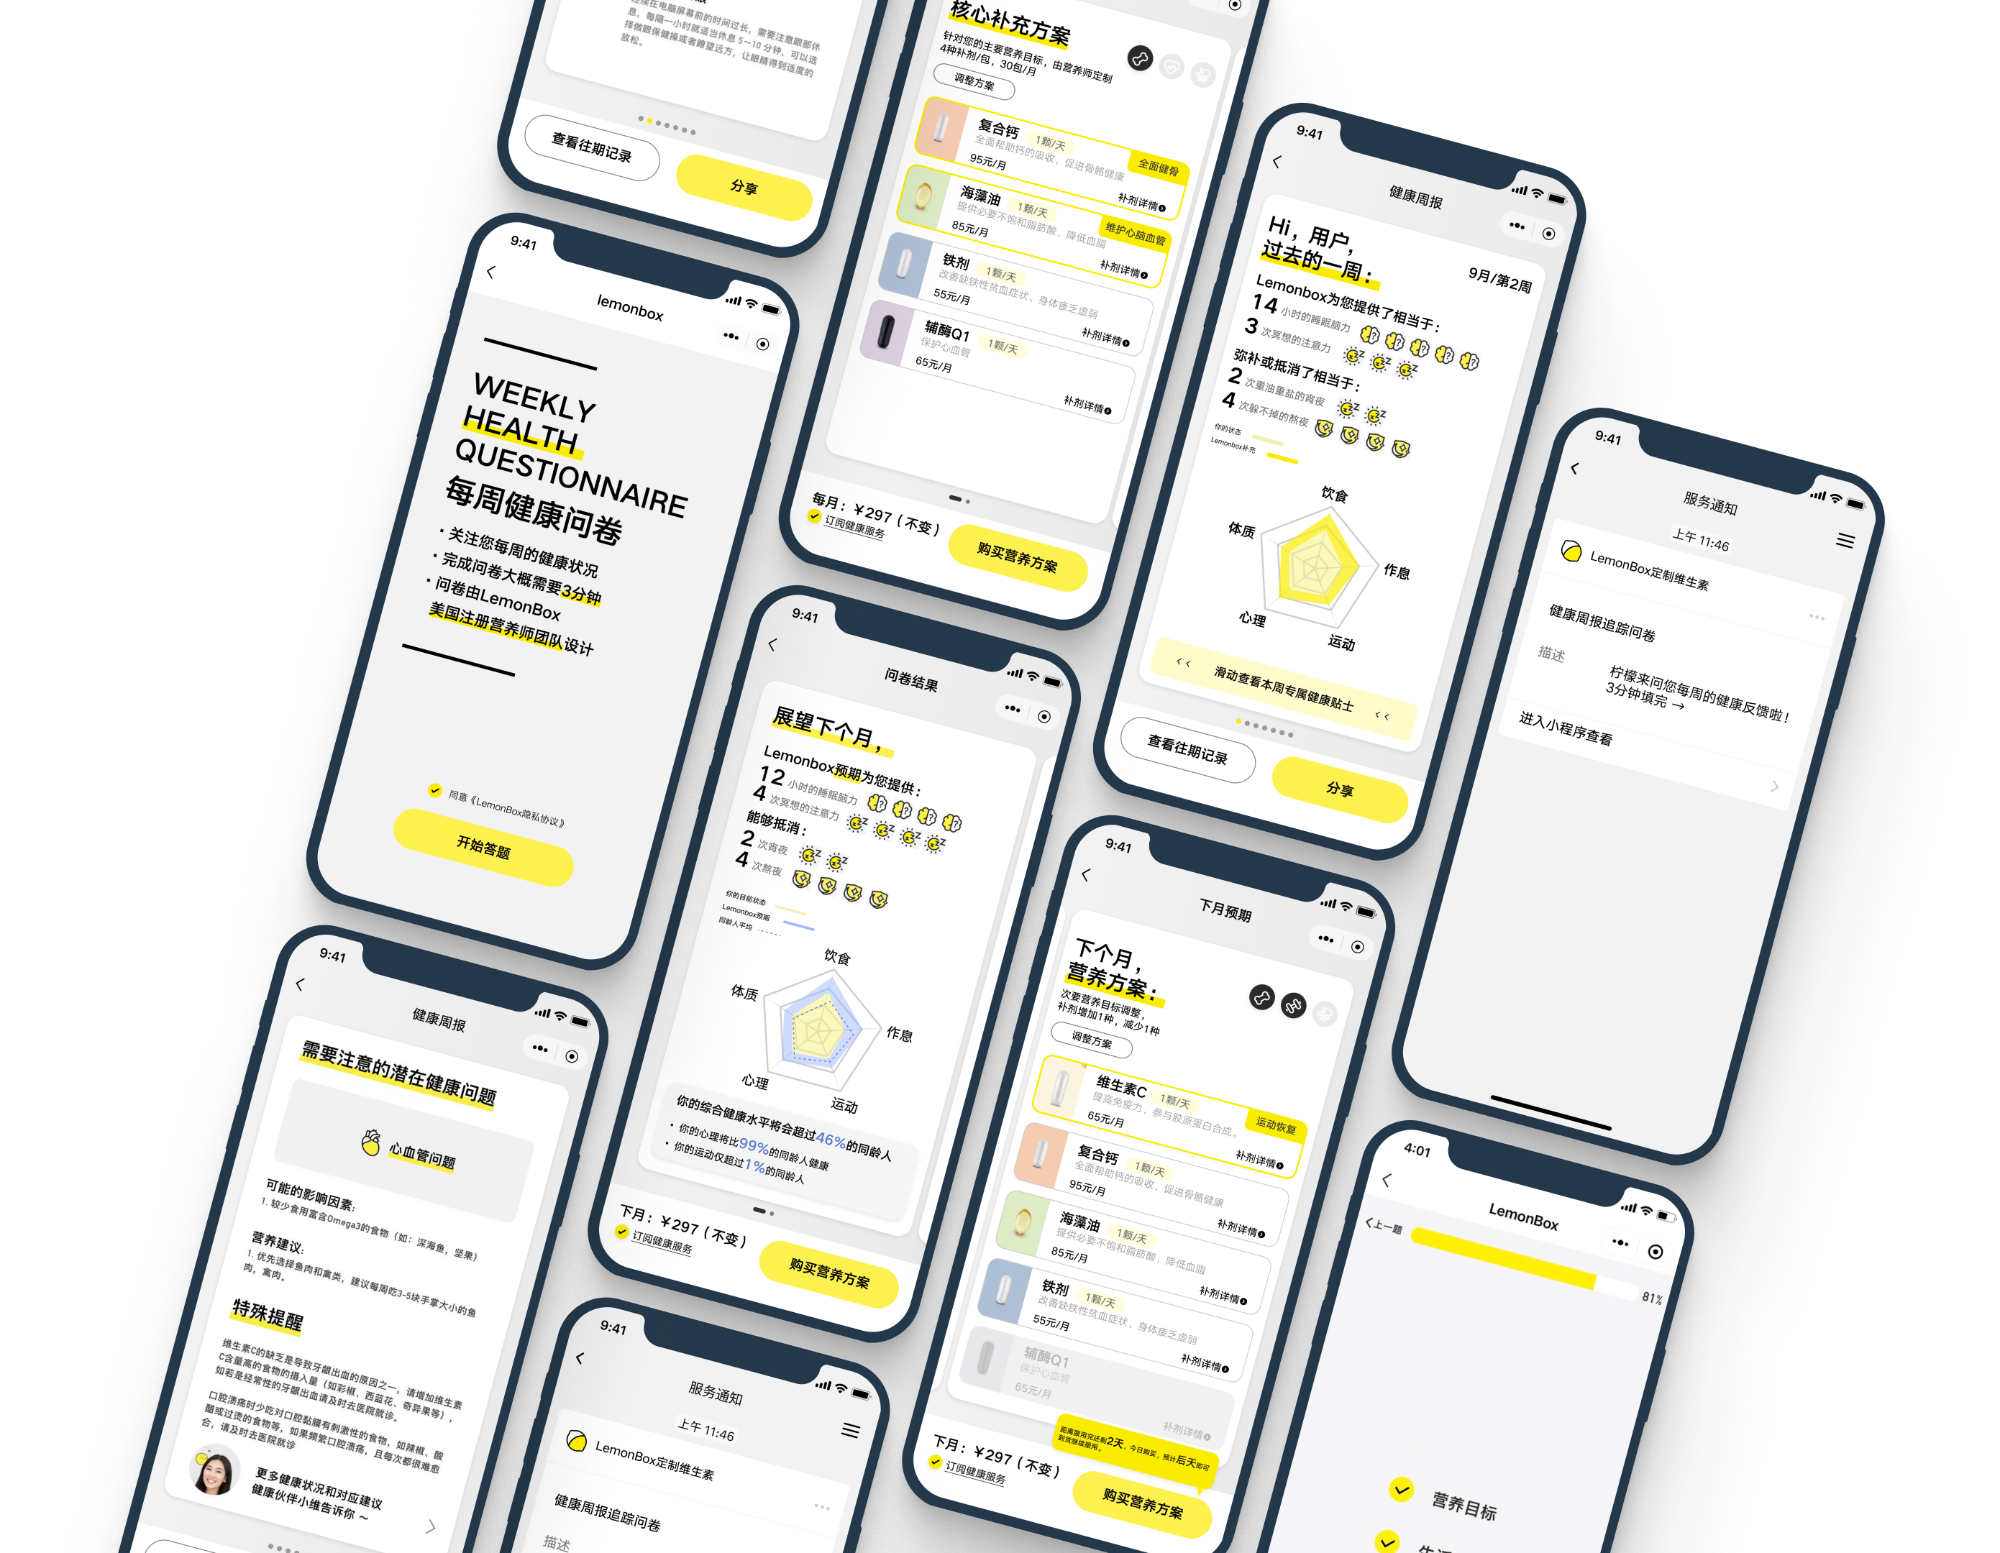 连续在电脑屏幕前的时间过长，需要注意眼部休
息，每隔一小时就适当休息 5～10 分钟，可以选
择做眼保健操或者瞭望远方，让眼睛得到适度的
放松。
查看往期记录
分享
核心补充方案
针对您的主要营养目标，由营养师定制
4种补剂/包，30包/月
调整方案
复合钙
1颗/天
全面帮助钙的吸收，促进骨骼健康
95元/月
全面健骨
补剂详情
海藻油
1颗/天
提供必要不饱和脂肪酸，降低血脂
85元/月
维护心脑血管
补剂详情
铁剂
1颗/天
改善缺铁性贫血症状、身体疲乏虚弱
55元/月
补剂详情
辅酶Q1
1颗/天
保护心血管
65元/月
补剂详情
每月：￥297（不变）
订阅健康服务
购买营养方案
9:41
健康周报
Hi，用户，
过去的一周：
9月/第2周
Lemonbox为您提供了相当于：
14 小时的睡眠脑力
3 次冥想的注意力
弥补或抵消了相当于：
2 次重油重盐的宵夜
4 次躲不掉的熬夜
你的状态
Lemonbox补充
饮食
体质
作息
心理
运动
滑动查看本周专属健康贴士
查看往期记录
分享
9:41
服务通知
上午 11:46
LemonBox定制维生素
健康周报追踪问卷
描述
柠檬来问您每周的健康反馈啦！
3分钟填完 →
进入小程序查看
9:41
lemonbox
WEEKLY
HEALTH
QUESTIONNAIRE
每周健康问卷
· 关注您每周的健康状况
· 完成问卷大概需要3分钟
· 问卷由LemonBox
美国注册营养师团队设计
同意《LemonBox隐私协议》
开始答题
9:41
问卷结果
展望下个月，
Lemonbox预期为您提供：
12 小时的睡眠脑力
4 次冥想的注意力
能够抵消：
2 次宵夜
4 次熬夜
你的目前状态
Lemonbox预期
同龄人平均
饮食
体质
作息
心理
运动
你的综合健康水平将会超过46%的同龄人
· 你的心理将比99%的同龄人健康
· 你的运动仅超过1%的同龄人
下月：￥297（不变）
订阅健康服务
购买营养方案
9:41
下月预期
下个月，
营养方案：
次要营养目标调整，
补剂增加1种，减少1种
调整方案
维生素C
1颗/天
提高免疫力，参与胶原蛋白合成。
65元/月
运动恢复
补剂详情
复合钙
1颗/天
全面帮助钙的吸收，促进骨骼健康
95元/月
补剂详情
海藻油
1颗/天
提供必要不饱和脂肪酸，降低血脂
85元/月
补剂详情
铁剂
1颗/天
改善缺铁性贫血症状、身体疲乏虚弱
55元/月
补剂详情
辅酶Q1
保护心血管
65元/月
补剂详情
2天，今日购买，预计后天即可
下月：￥297（不变）
订阅健康服务
购买营养方案
9:41
健康周报
需要注意的潜在健康问题
心血管问题
可能的影响因素：
1. 较少食用富含Omega3的食物（如：深海鱼，坚果）
营养建议：
1. 优先选择鱼肉和禽类，建议每周吃3-5块手掌大小的鱼
肉，禽肉。
特殊提醒
维生素C的缺乏是导致牙龈出血的原因之一，请增加维生素
C含量高的食物的摄入量（如彩椒、西蓝花、奇异果等），
如若是经常性的牙龈出血请及时去医院就诊。
口腔溃疡时少吃对口腔黏膜有刺激性的食物，如辣椒、酸
醋或过烫的食物等，如果频繁口腔溃疡，且每次都很难愈
合，请及时去医院就诊
更多健康状况和对应建议
健康伙伴小维告诉你 ～
9:41
服务通知
上午 11:46
LemonBox定制维生素
健康周报追踪问卷
描述
4:01
LemonBox
上一题
81%
营养目标